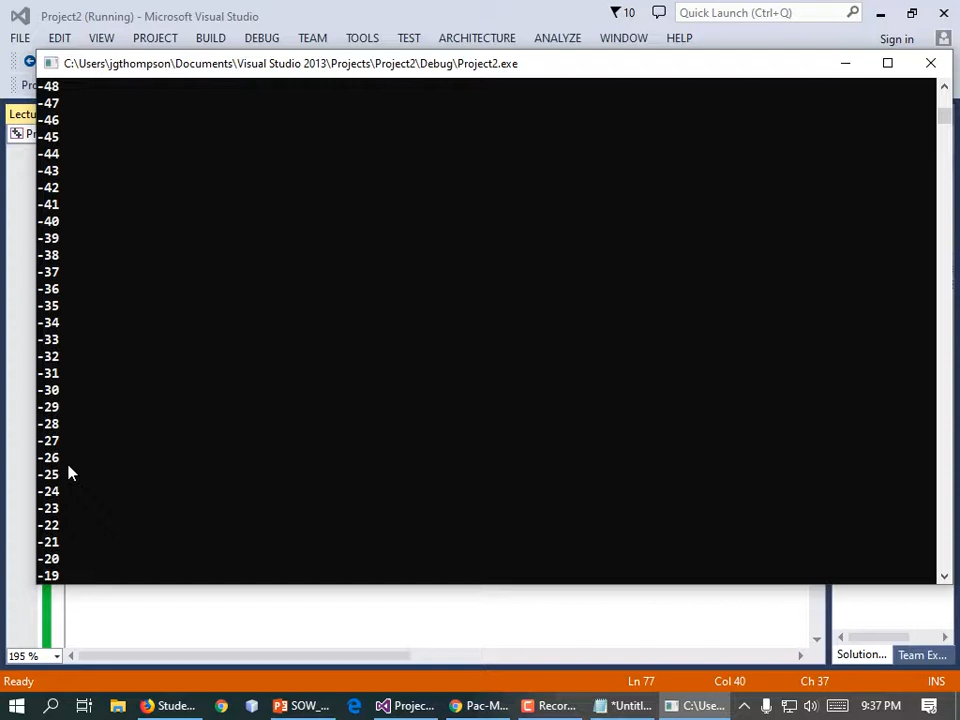 Project2 (Running) - Microsoft Visual Studio
10
Quick Launch (Ctrl+Q)
FILE EDIT VIEW PROJECT BUILD DEBUG TEAM TOOLS TEST ARCHITECTURE ANALYZE WINDOW HELP
Sign in
C:\Users\jgthompson\Documents\Visual Studio 2013\Projects\Project2\Debug\Project2.exe
Pro
Lectu
Pr
-48
-47
-46
-45
-44
-43
-42
-41
-40
-39
-38
-37
-36
-35
-34
-33
-32
-31
-30
-29
-28
-27
-26
-25
-24
-23
-22
-21
-20
-19
195 %
Solution... Team Ex...
Ready Ln 77 Col 40 Ch 37 INS
Stude... SOW_... Projec... Pac-M... Recor... *Untitl... C:\Use... 9:37 PM